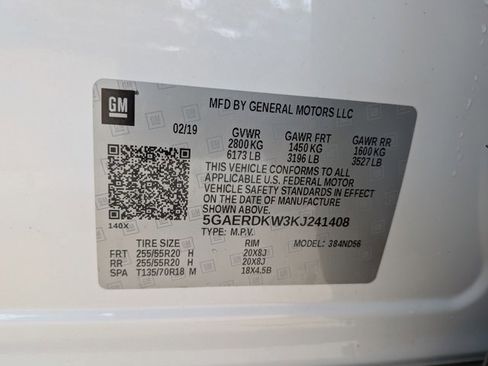 GM
MFD BY GENERAL MOTORS LLC
02/19 GVWR GAWR FRT GAWR RR
2800 KG 1450 KG 1600 KG
6173 LB 3196 LB 3527 LB
THIS VEHICLE CONFORMS TO ALL
APPLICABLE U.S. FEDERAL MOTOR
VEHICLE SAFETY STANDARDS IN EFFECT
ON THE DATE OF MANUFACTURE
SHOWN ABOVE.
5GAERDKW3KJ241408
140X TYPE: M.P.V.
TIRE SIZE RIM MODEL: 384ND56
FRT 255/55R20 H 20X8J
RR 255/55R20 H 20X8J
SPA T135/70R18 M 18X4.5B